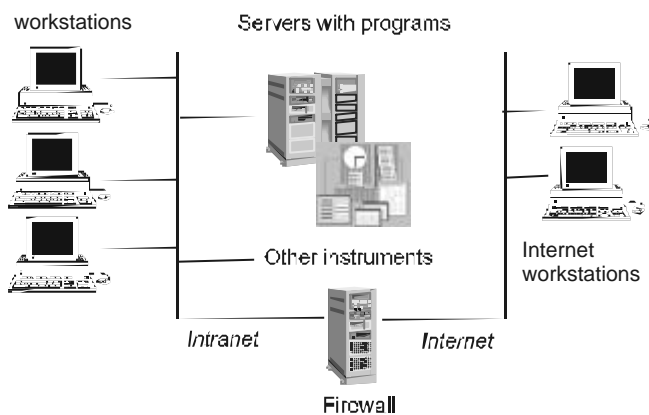 workstations
Servers with programs
Other instruments
Internet
workstations
Intranet
Internet
Firewall